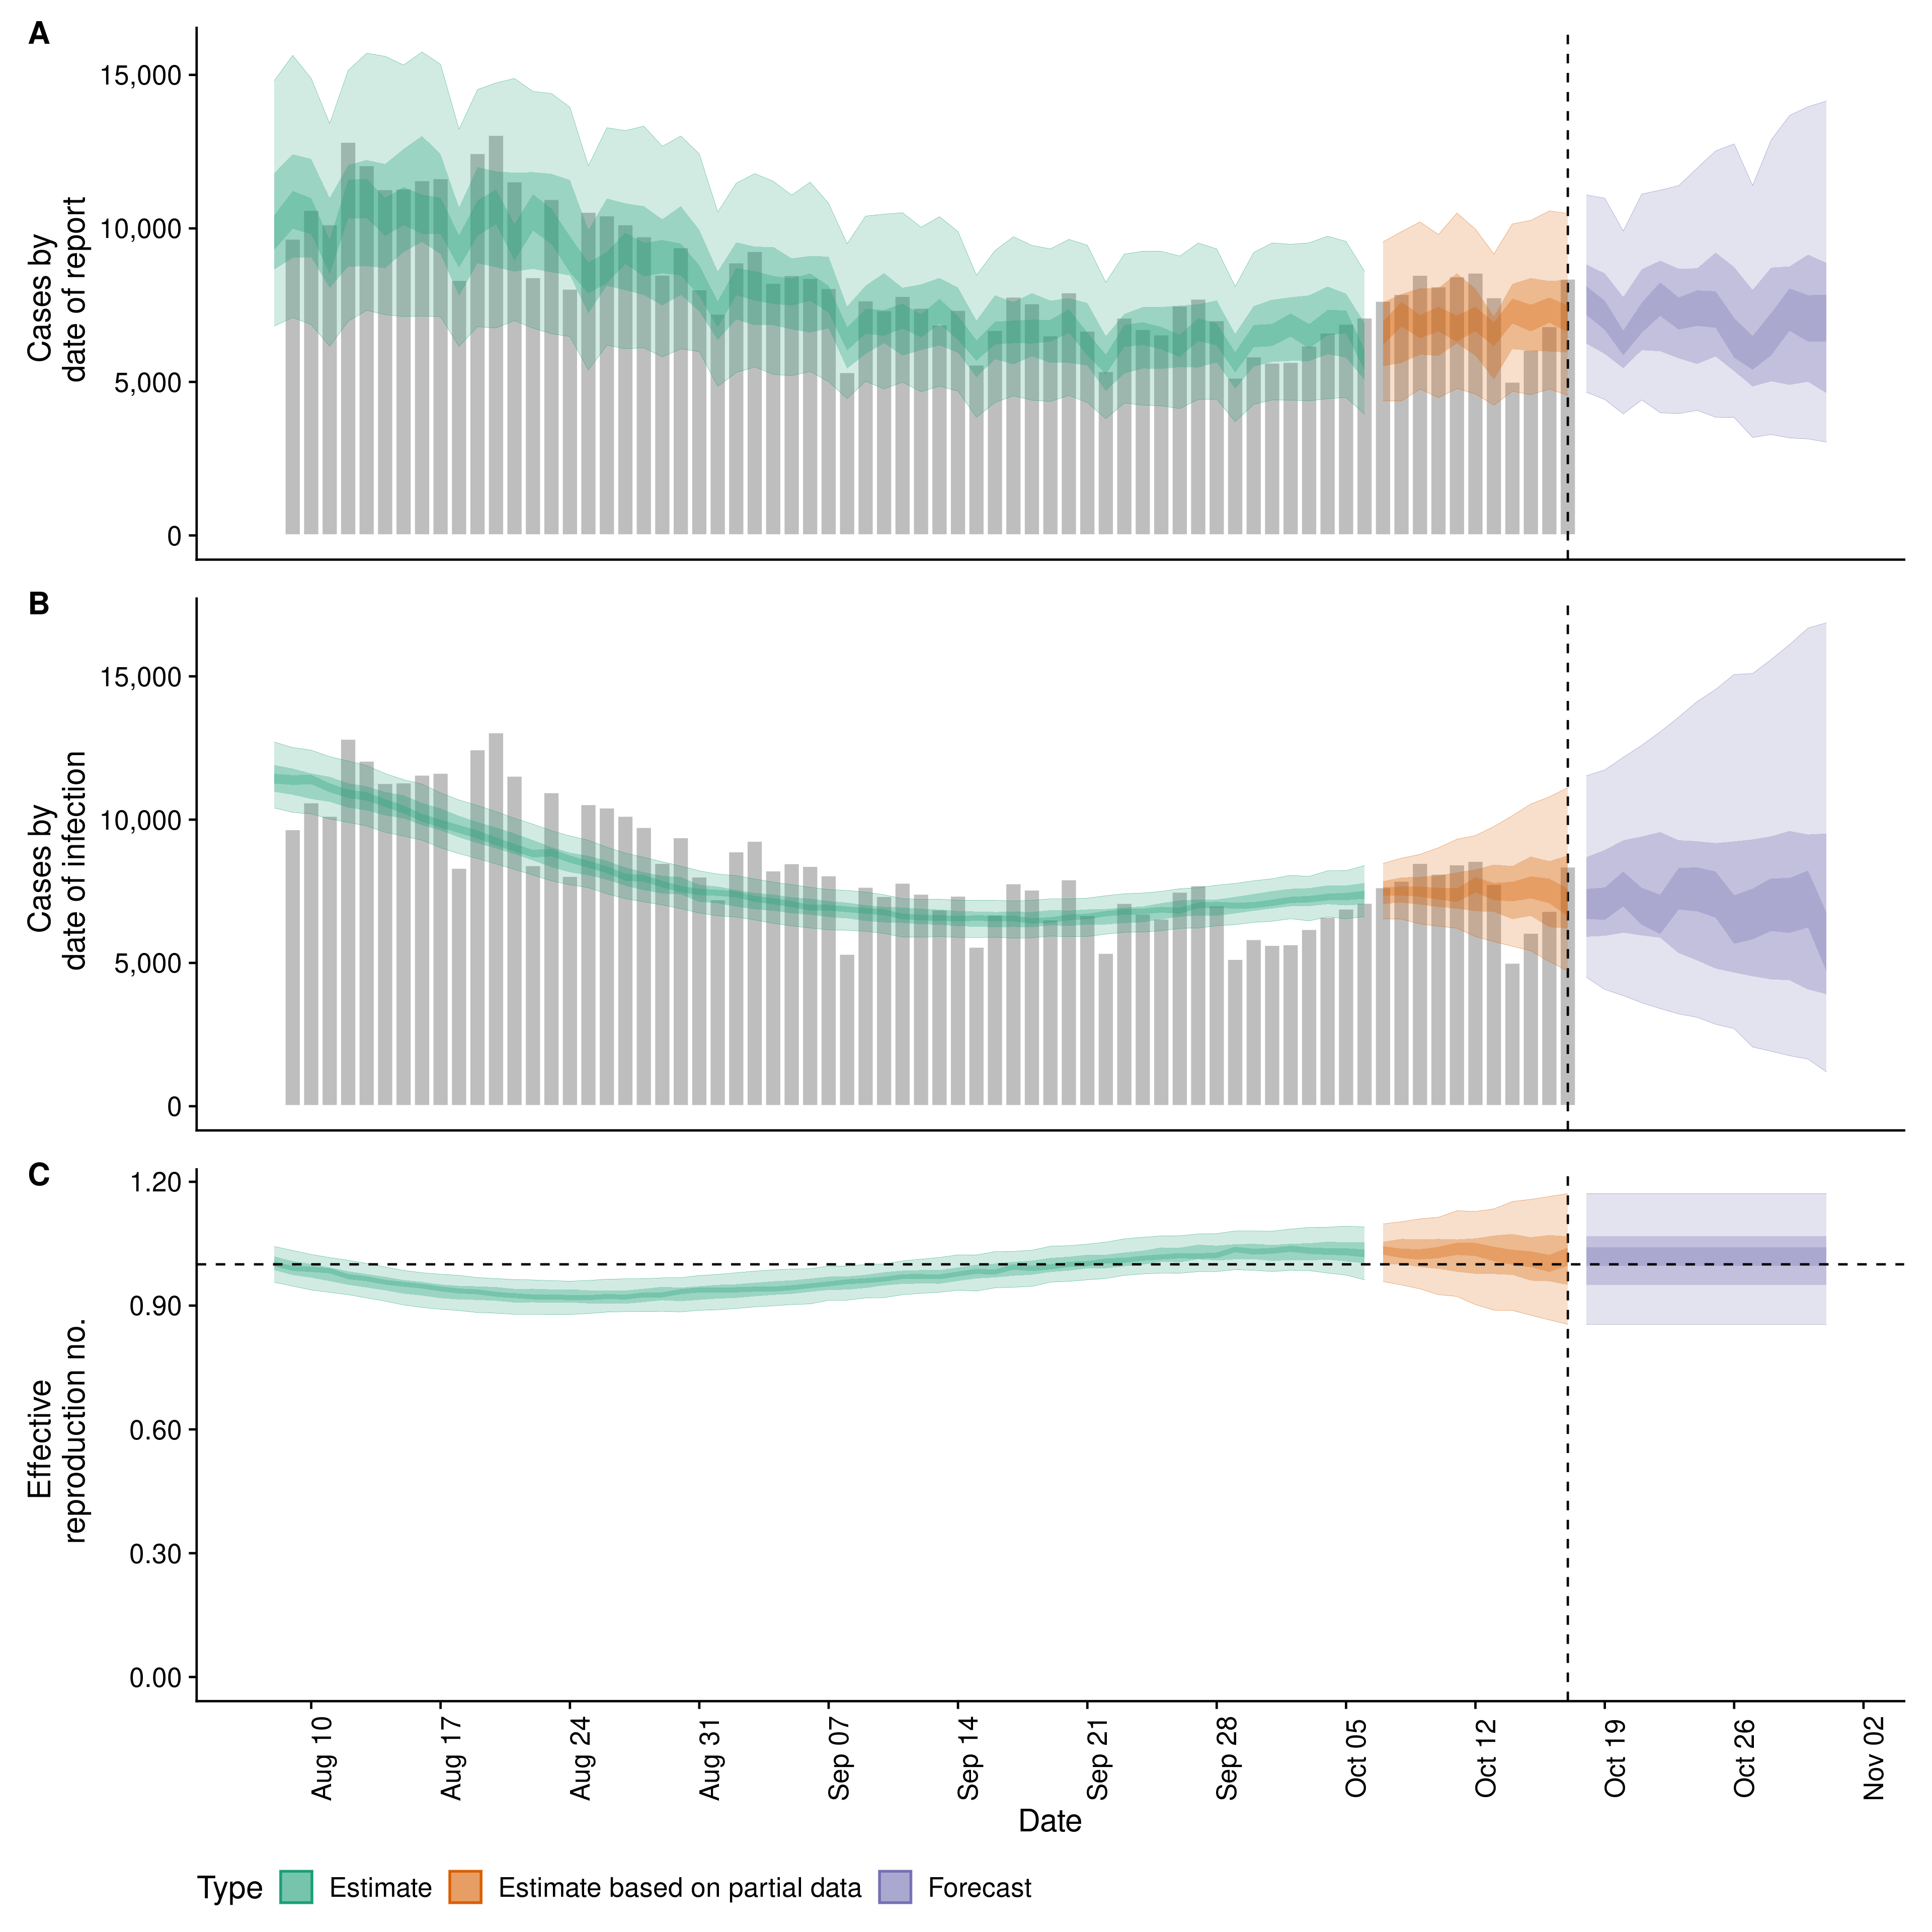 A
Cases by
date of report
15,000
10,000
5,000
0
B
Cases by
date of infection
15,000
10,000
5,000
0
C
Effective
reproduction no.
1.20
0.90
0.60
0.30
0.00
Aug 10
Aug 17
Aug 24
Aug 31
Sep 07
Sep 14
Sep 21
Sep 28
Oct 05
Oct 12
Oct 19
Oct 26
Nov 02
Date
Type Estimate Estimate based on partial data Forecast